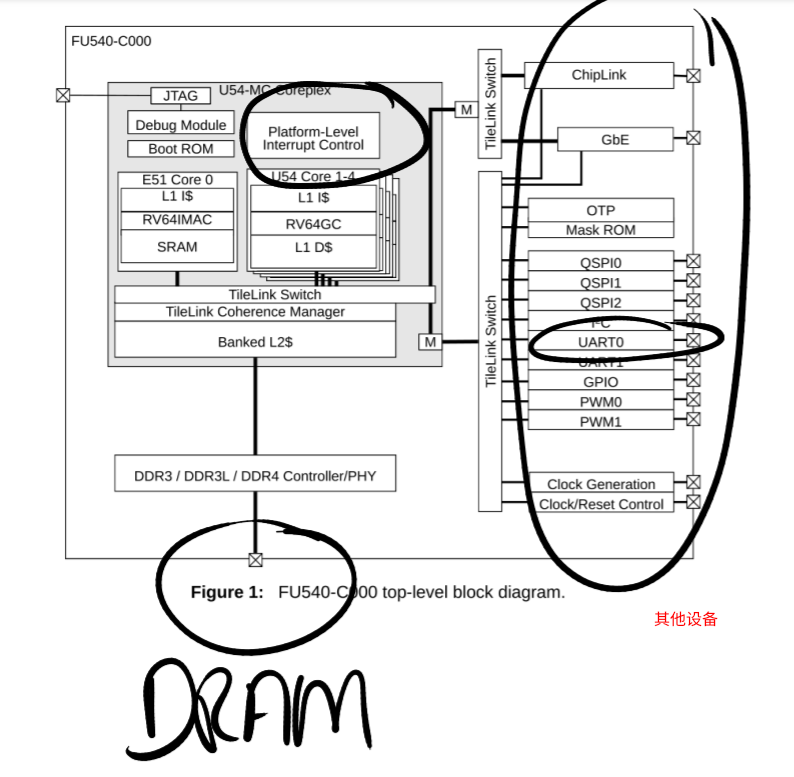 FU540-C000
U54-MC Coreplex
JTAG
Debug Module
Boot ROM
Platform-Level
Interrupt Control
E51 Core 0
L1 I$
RV64IMAC
SRAM
U54 Core 1-4
L1 I$
RV64GC
L1 D$
TileLink Switch
TileLink Coherence Manager
Banked L2$
M
M
TileLink Switch
TileLink Switch
ChipLink
GbE
OTP
Mask ROM
QSPI0
QSPI1
QSPI2
I²C
UART0
UART1
GPIO
PWM0
PWM1
Clock Generation
Clock/Reset Control
DDR3 / DDR3L / DDR4 Controller/PHY
Figure 1: FU540-C000 top-level block diagram.
其他设备
DRAM